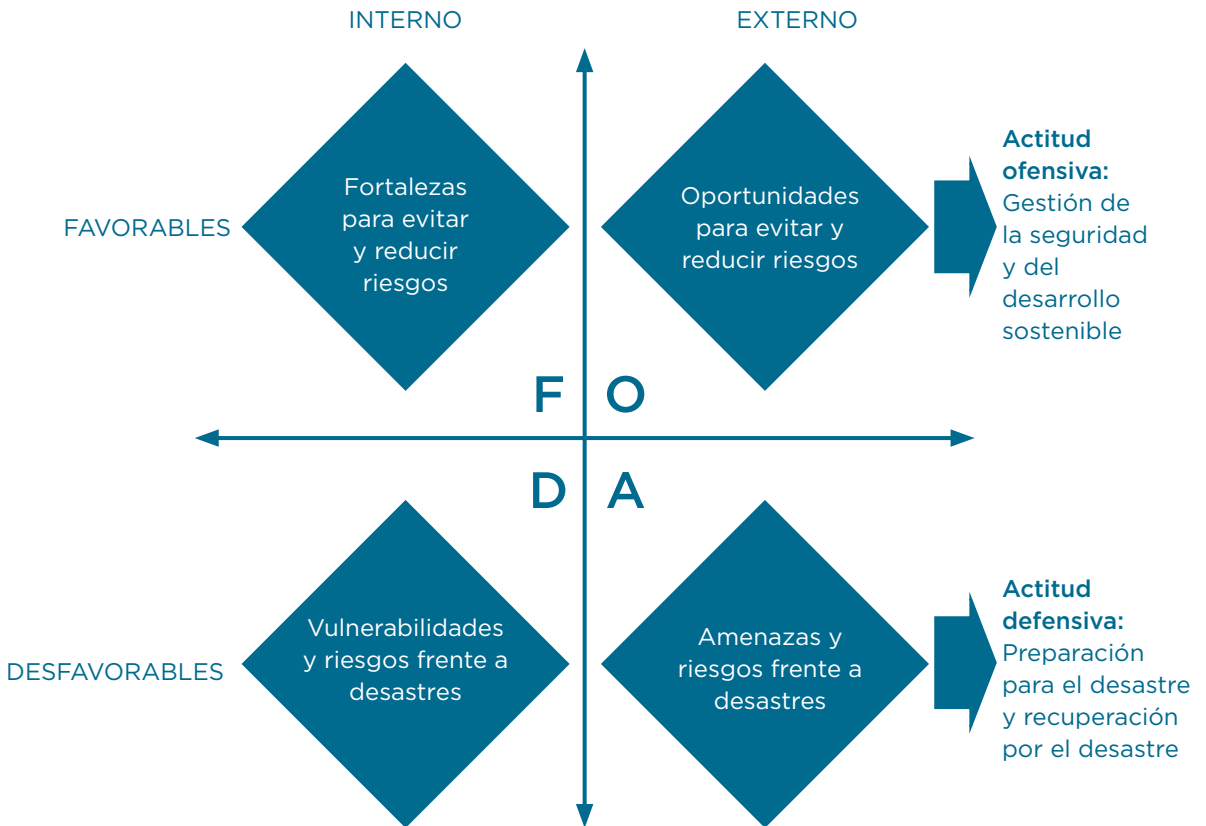 INTERNO
EXTERNO
FAVORABLES
Fortalezas
para evitar
y reducir
riesgos
Oportunidades
para evitar y
reducir riesgos
Actitud
ofensiva:
Gestión de
la seguridad
y del
desarrollo
sostenible
F
O
D
A
DESFAVORABLES
Vulnerabilidades
y riesgos frente a
desastres
Amenazas y
riesgos frente a
desastres
Actitud
defensiva:
Preparación
para el desastre
y recuperación
por el desastre